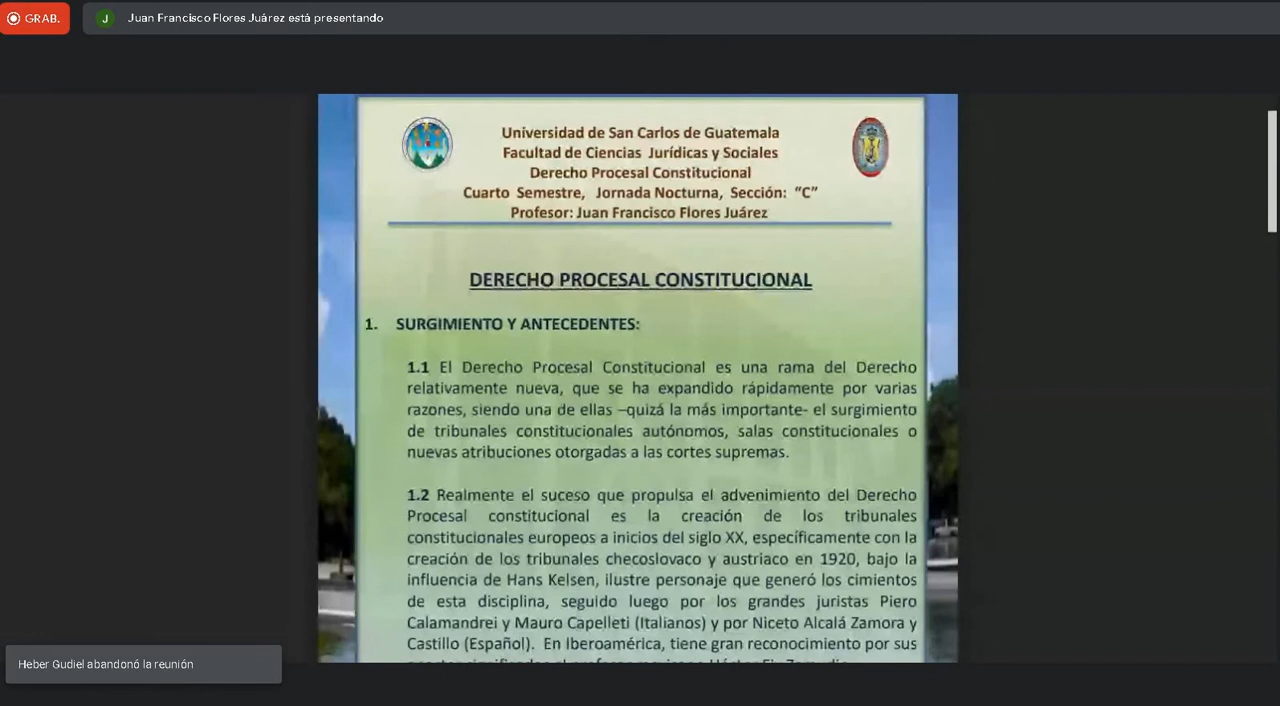 GRAB.
J
Juan Francisco Flores Juárez está presentando
Universidad de San Carlos de Guatemala
Facultad de Ciencias Jurídicas y Sociales
Derecho Procesal Constitucional
Cuarto Semestre, Jornada Nocturna, Sección: “C”
Profesor: Juan Francisco Flores Juárez
DERECHO PROCESAL CONSTITUCIONAL
1. SURGIMIENTO Y ANTECEDENTES:
1.1 El Derecho Procesal Constitucional es una rama del Derecho
relativamente nueva, que se ha expandido rápidamente por varias
razones, siendo una de ellas –quizá la más importante- el surgimiento
de tribunales constitucionales autónomos, salas constitucionales o
nuevas atribuciones otorgadas a las cortes supremas.
1.2 Realmente el suceso que propulsa el advenimiento del Derecho
Procesal constitucional es la creación de los tribunales
constitucionales europeos a inicios del siglo XX, específicamente con la
creación de los tribunales checoslovaco y austriaco en 1920, bajo la
influencia de Hans Kelsen, ilustre personaje que generó los cimientos
de esta disciplina, seguido luego por los grandes juristas Piero
Calamandrei y Mauro Capelleti (Italianos) y por Niceto Alcalá Zamora y
Castillo (Español). En Iberoamérica, tiene gran reconocimiento por sus
Heber Gudiel abandonó la reunión